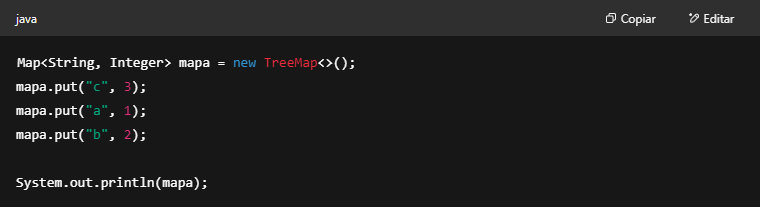 java
Copiar
Editar
Map<String, Integer> mapa = new TreeMap<>();
mapa.put("c", 3);
mapa.put("a", 1);
mapa.put("b", 2);
System.out.println(mapa);